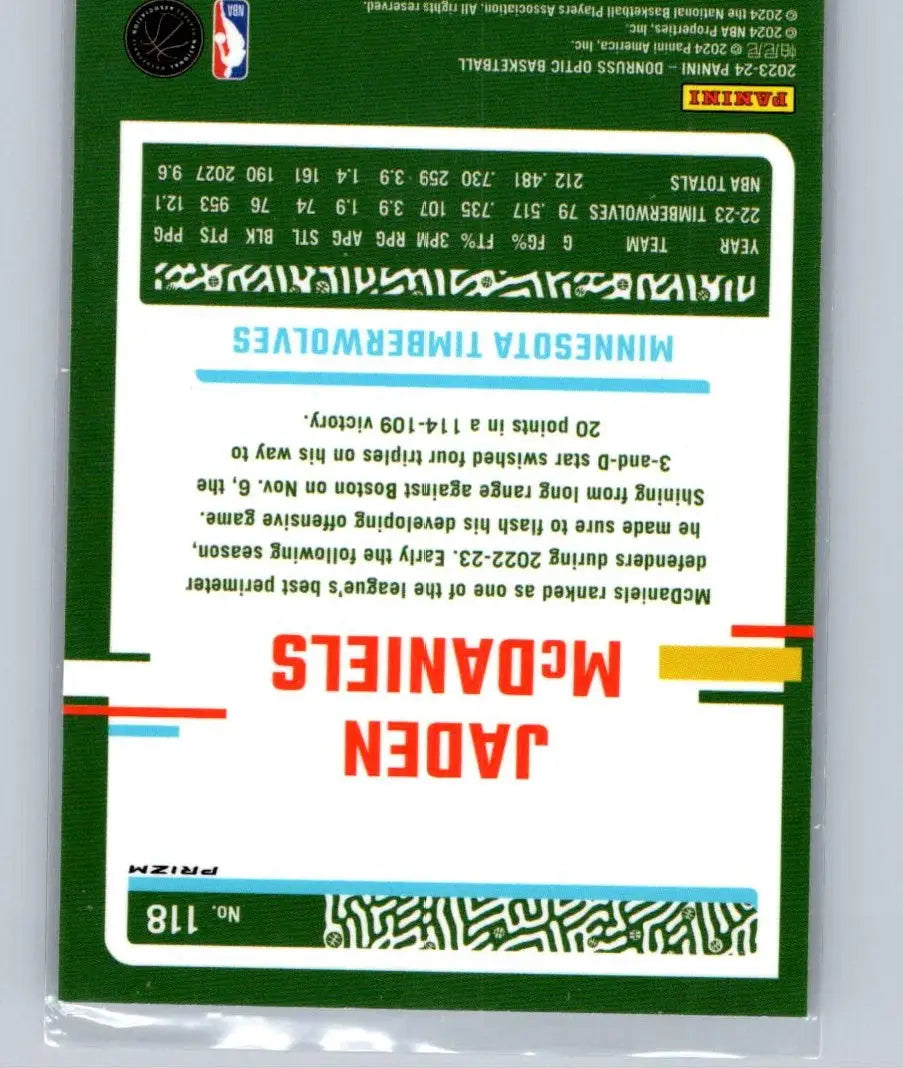 No. 118
PRIZM
JADEN
McDANIELS
McDaniels ranked as one of the league's best perimeter
defenders during 2022-23. Early the following season,
he made sure to flash his developing offensive game.
Shining from long range against Boston on Nov. 6, the
3-and-D star swished four triples on his way to
20 points in a 114-109 victory.
MINNESOTA TIMBERWOLVES
YEAR TEAM G FG% FT% 3PM RPG APG STL BLK PTS PPG
22-23 TIMBERWOLVES 79 .517 .735 107 3.9 1.9 74 76 953 12.1
NBA TOTALS 212 .481 .730 259 3.9 1.4 161 190 2027 9.6
PANINI
2023-24 PANINI – DONRUSS OPTIC BASKETBALL
帕尼尼 © 2024 Panini America, Inc.
© 2024 NBA Properties, Inc.
© 2024 the National Basketball Players Association. All rights reserved.
NBA